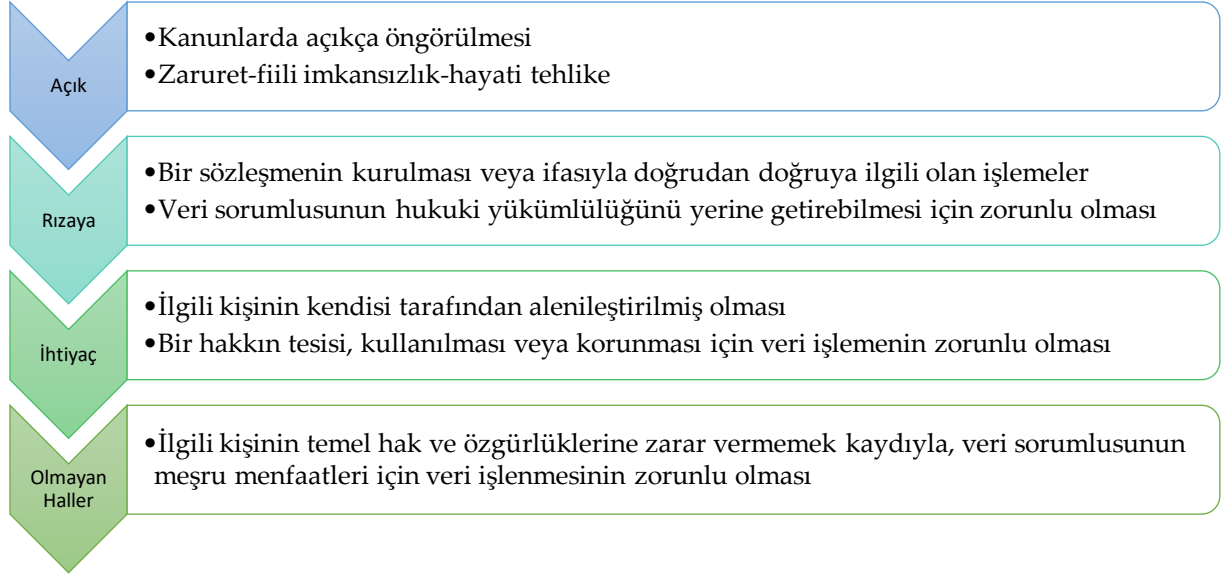 Açık
•Kanunlarda açıkça öngörülmesi
•Zaruret-fiili imkansızlık-hayati tehlike
Rızaya
•Bir sözleşmenin kurulması veya ifasıyla doğrudan doğruya ilgili olan işlemeler
•Veri sorumlusunun hukuki yükümlülüğünü yerine getirebilmesi için zorunlu olması
İhtiyaç
•İlgili kişinin kendisi tarafından alenileştirilmiş olması
•Bir hakkın tesisi, kullanılması veya korunması için veri işlemenin zorunlu olması
Olmayan
Haller
•İlgili kişinin temel hak ve özgürlüklerine zarar vermemek kaydıyla, veri sorumlusunun
meşru menfaatleri için veri işlenmesinin zorunlu olması